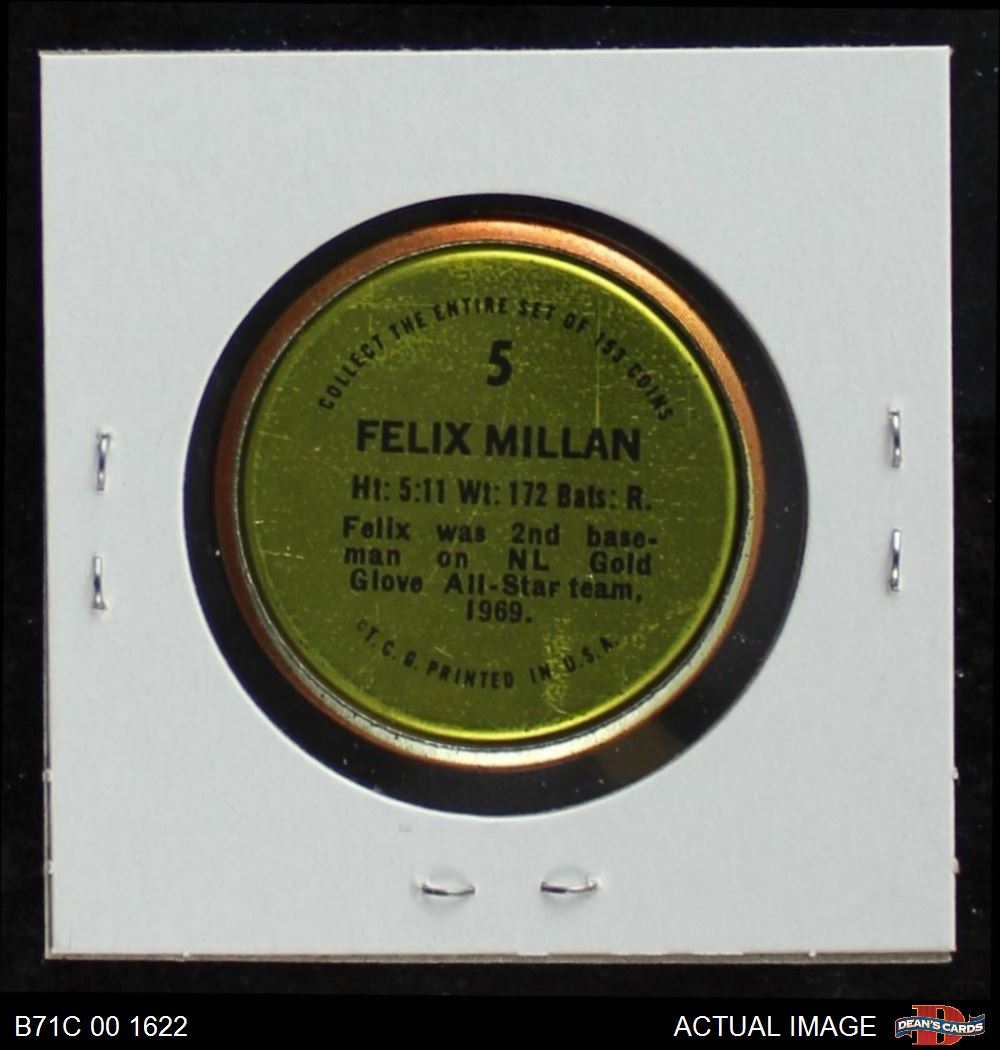 COLLECT THE ENTIRE SET OF 153 COINS
5
FELIX MILLAN
Ht: 5:11 Wt: 172 Bats: R.
Felix was 2nd base-
man on NL Gold
Glove All-Star team,
1969.
©T. C. G. PRINTED IN U.S.A.
B71C 00 1622
ACTUAL IMAGE
D
DEAN'S CARDS